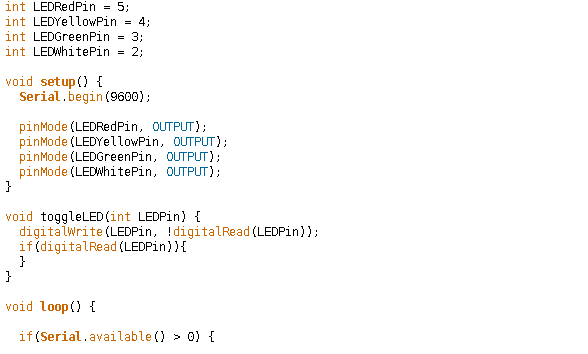 int LEDRedPin = 5;
int LEDYellowPin = 4;
int LEDGreenPin = 3;
int LEDWhitePin = 2;

void setup() {
  Serial.begin(9600);

  pinMode(LEDRedPin, OUTPUT);
  pinMode(LEDYellowPin, OUTPUT);
  pinMode(LEDGreenPin, OUTPUT);
  pinMode(LEDWhitePin, OUTPUT);
}

void toggleLED(int LEDPin) {
  digitalWrite(LEDPin, !digitalRead(LEDPin));
  if(digitalRead(LEDPin)){
  }
}

void loop() {

  if(Serial.available() > 0) {